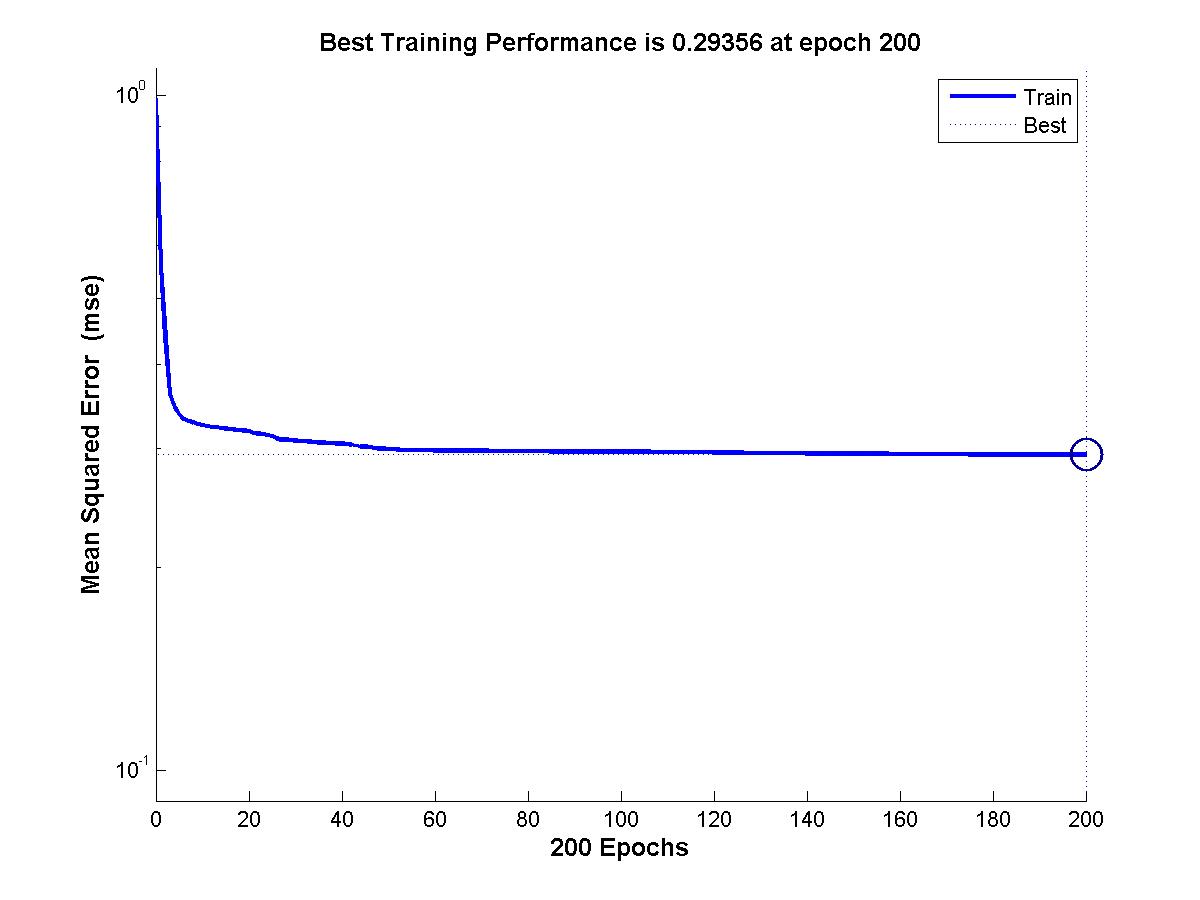 Best Training Performance is 0.29356 at epoch 200
10^0
Train
Best
Mean Squared Error (mse)
10^-1
0 20 40 60 80 100 120 140 160 180 200
200 Epochs